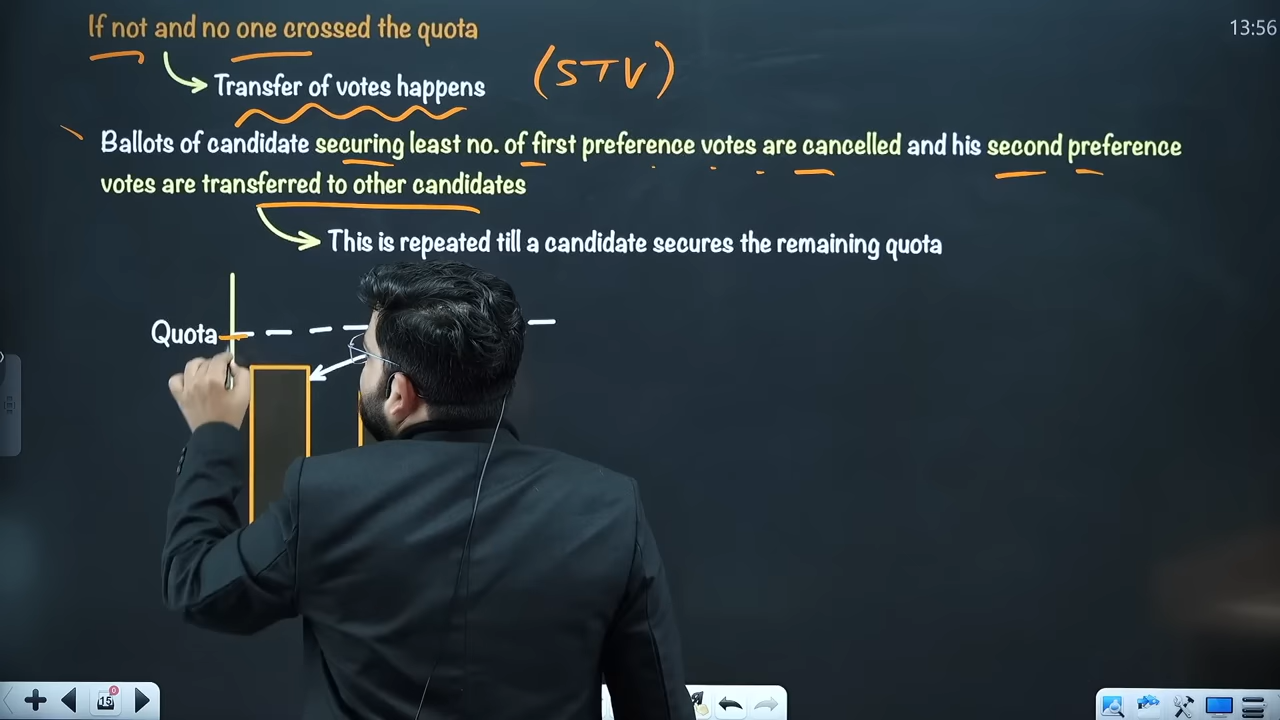 13:56
If not and no one crossed the quota
Transfer of votes happens (STV)
Ballots of candidate securing least no. of first preference votes are cancelled and his second preference
votes are transferred to other candidates
This is repeated till a candidate secures the remaining quota
Quota
15
0